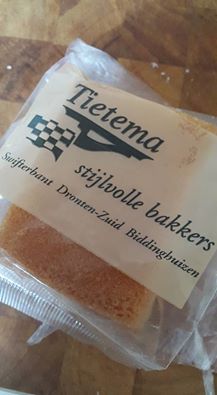 Tietema
stijlvolle bakkers
Swifterbant Dronten-Zuid Biddinghuizen